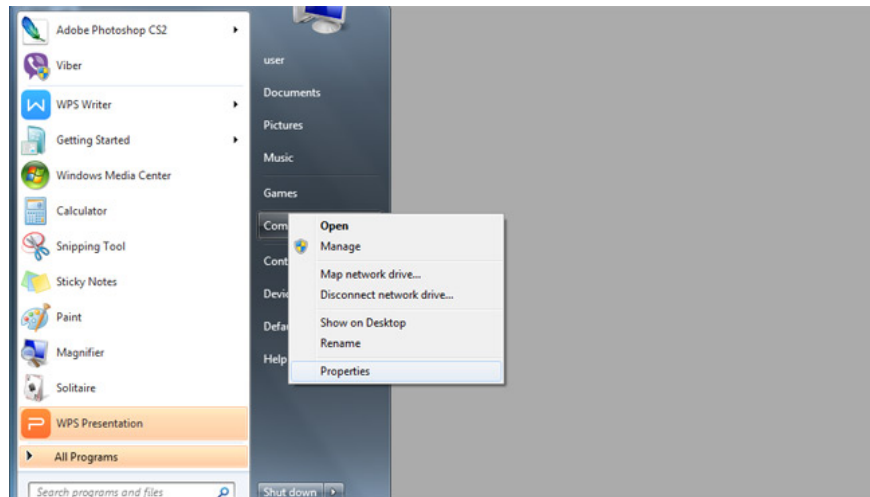 Adobe Photoshop CS2
Viber
WPS Writer
Getting Started
Windows Media Center
Calculator
Snipping Tool
Sticky Notes
Paint
Magnifier
Solitaire
WPS Presentation
All Programs
Search programs and files
user
Documents
Pictures
Music
Games
Com
Cont
Devi
Defau
Help
Shut down
Open
Manage
Map network drive...
Disconnect network drive...
Show on Desktop
Rename
Properties